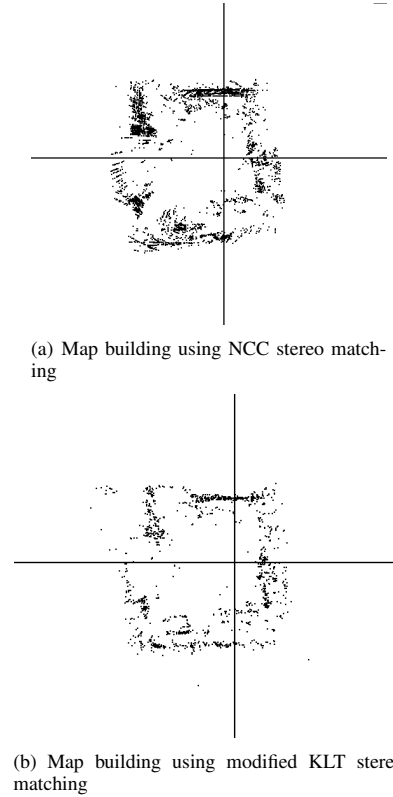 (a) Map building using NCC stereo match-
ing
(b) Map building using modified KLT stere
matching